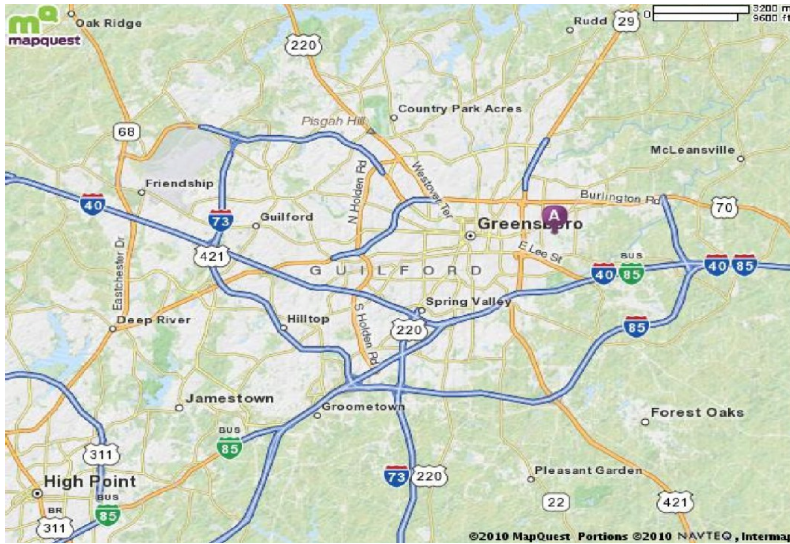 mapquest
Oak Ridge
220
Rudd
29
0
3200 m
9600 ft
68
Pisgah Hill
Country Park Acres
McLeansville
Friendship
N Holden Rd
Westover Ter
Burlington Rd
70
40
73
Guilford
Greensboro
A
421
E Lee St
GUILFORD
40
BUS
85
40
85
Eastchester Dr
Spring Valley
Deep River
Hilltop
220
85
S Holden Rd
Jamestown
Groometown
Forest Oaks
BUS
85
311
High Point
73
220
Pleasant Garden
22
421
BUS
85
BR
311
©2010 MapQuest Portions ©2010 NAVTEQ, Intermap